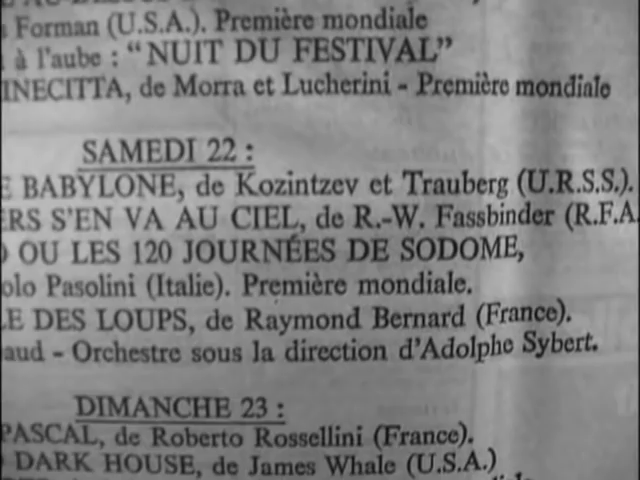 Forman (U.S.A.). Première mondiale
à l'aube : “NUIT DU FESTIVAL”
INECITTA, de Morra et Lucherini - Première mondiale
SAMEDI 22 :
E BABYLONE, de Kozintzev et Trauberg (U.R.S.S.).
ERS S'EN VA AU CIEL, de R.-W. Fassbinder (R.F.A.
OU LES 120 JOURNÉES DE SODOME,
olo Pasolini (Italie). Première mondiale.
LE DES LOUPS, de Raymond Bernard (France).
aud - Orchestre sous la direction d'Adolphe Sybert.
DIMANCHE 23 :
PASCAL, de Roberto Rossellini (France).
DARK HOUSE, de James Whale (U.S.A.)